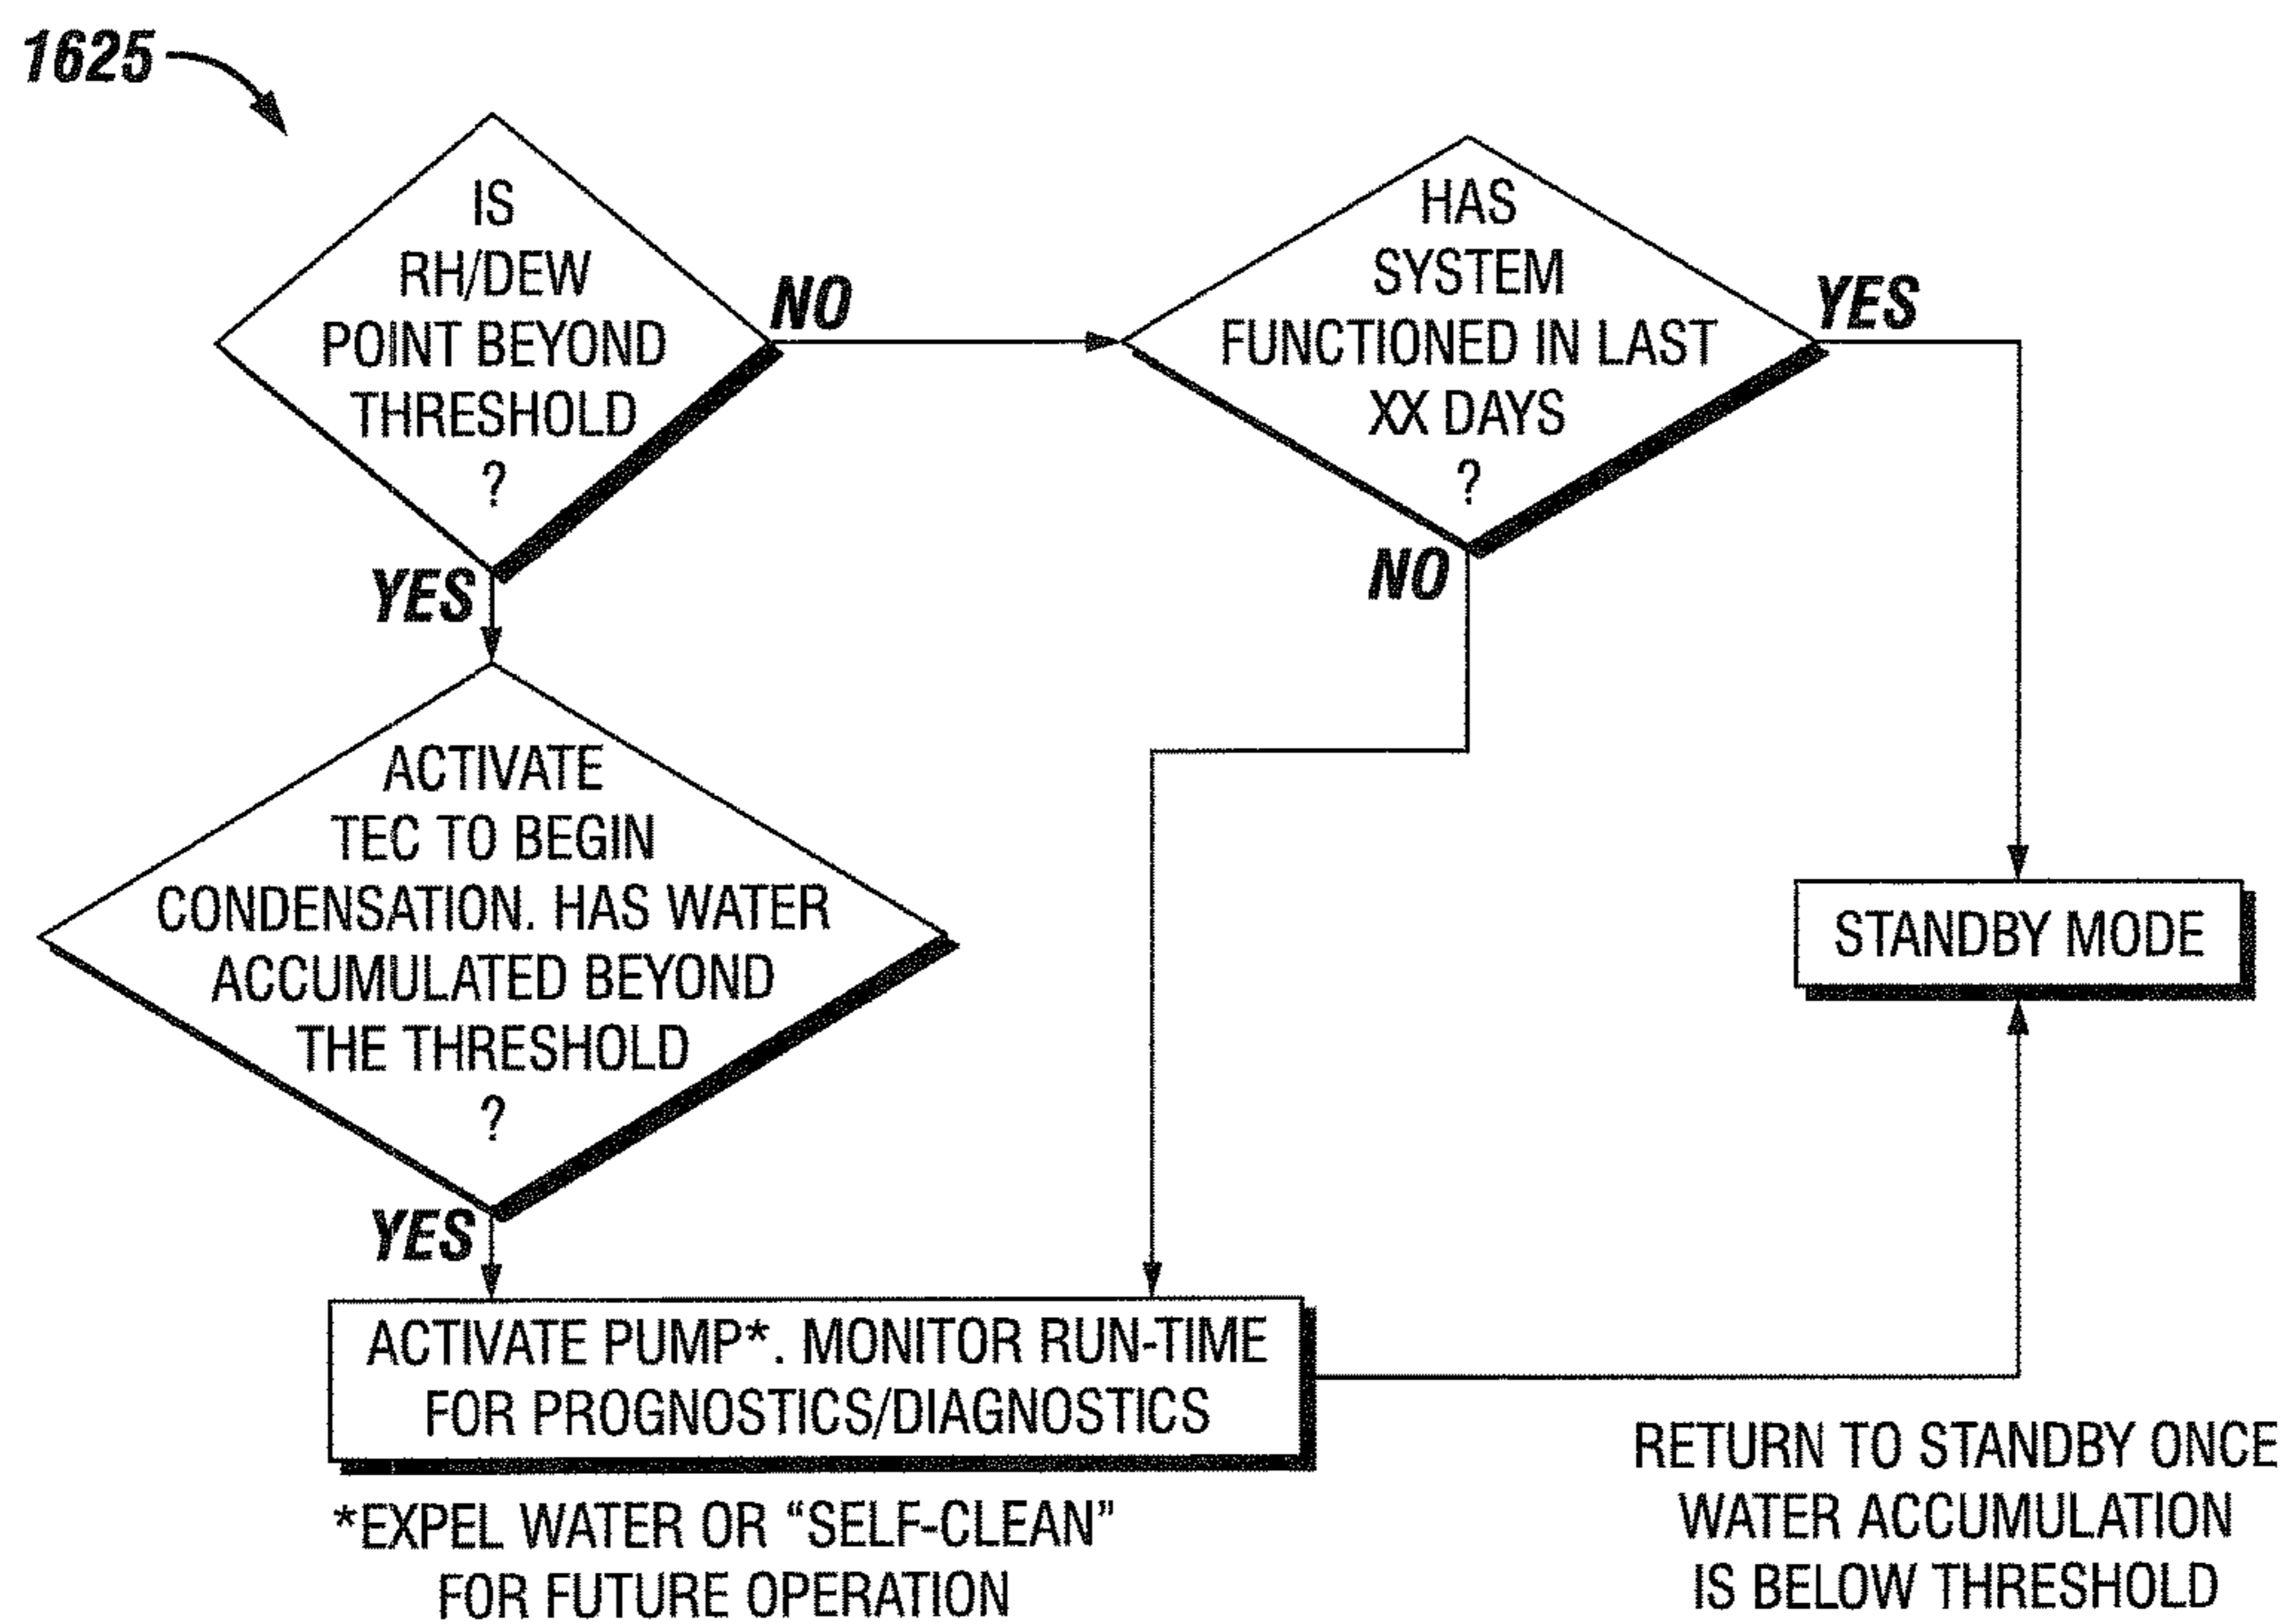 1625
IS
RH/DEW
POINT BEYOND
THRESHOLD
?
NO
HAS
SYSTEM
FUNCTIONED IN LAST
XX DAYS
?
YES
NO
YES
ACTIVATE
TEC TO BEGIN
CONDENSATION. HAS WATER
ACCUMULATED BEYOND
THE THRESHOLD
?
STANDBY MODE
YES
ACTIVATE PUMP*. MONITOR RUN-TIME
FOR PROGNOSTICS/DIAGNOSTICS
*EXPEL WATER OR “SELF-CLEAN”
FOR FUTURE OPERATION
RETURN TO STANDBY ONCE
WATER ACCUMULATION
IS BELOW THRESHOLD